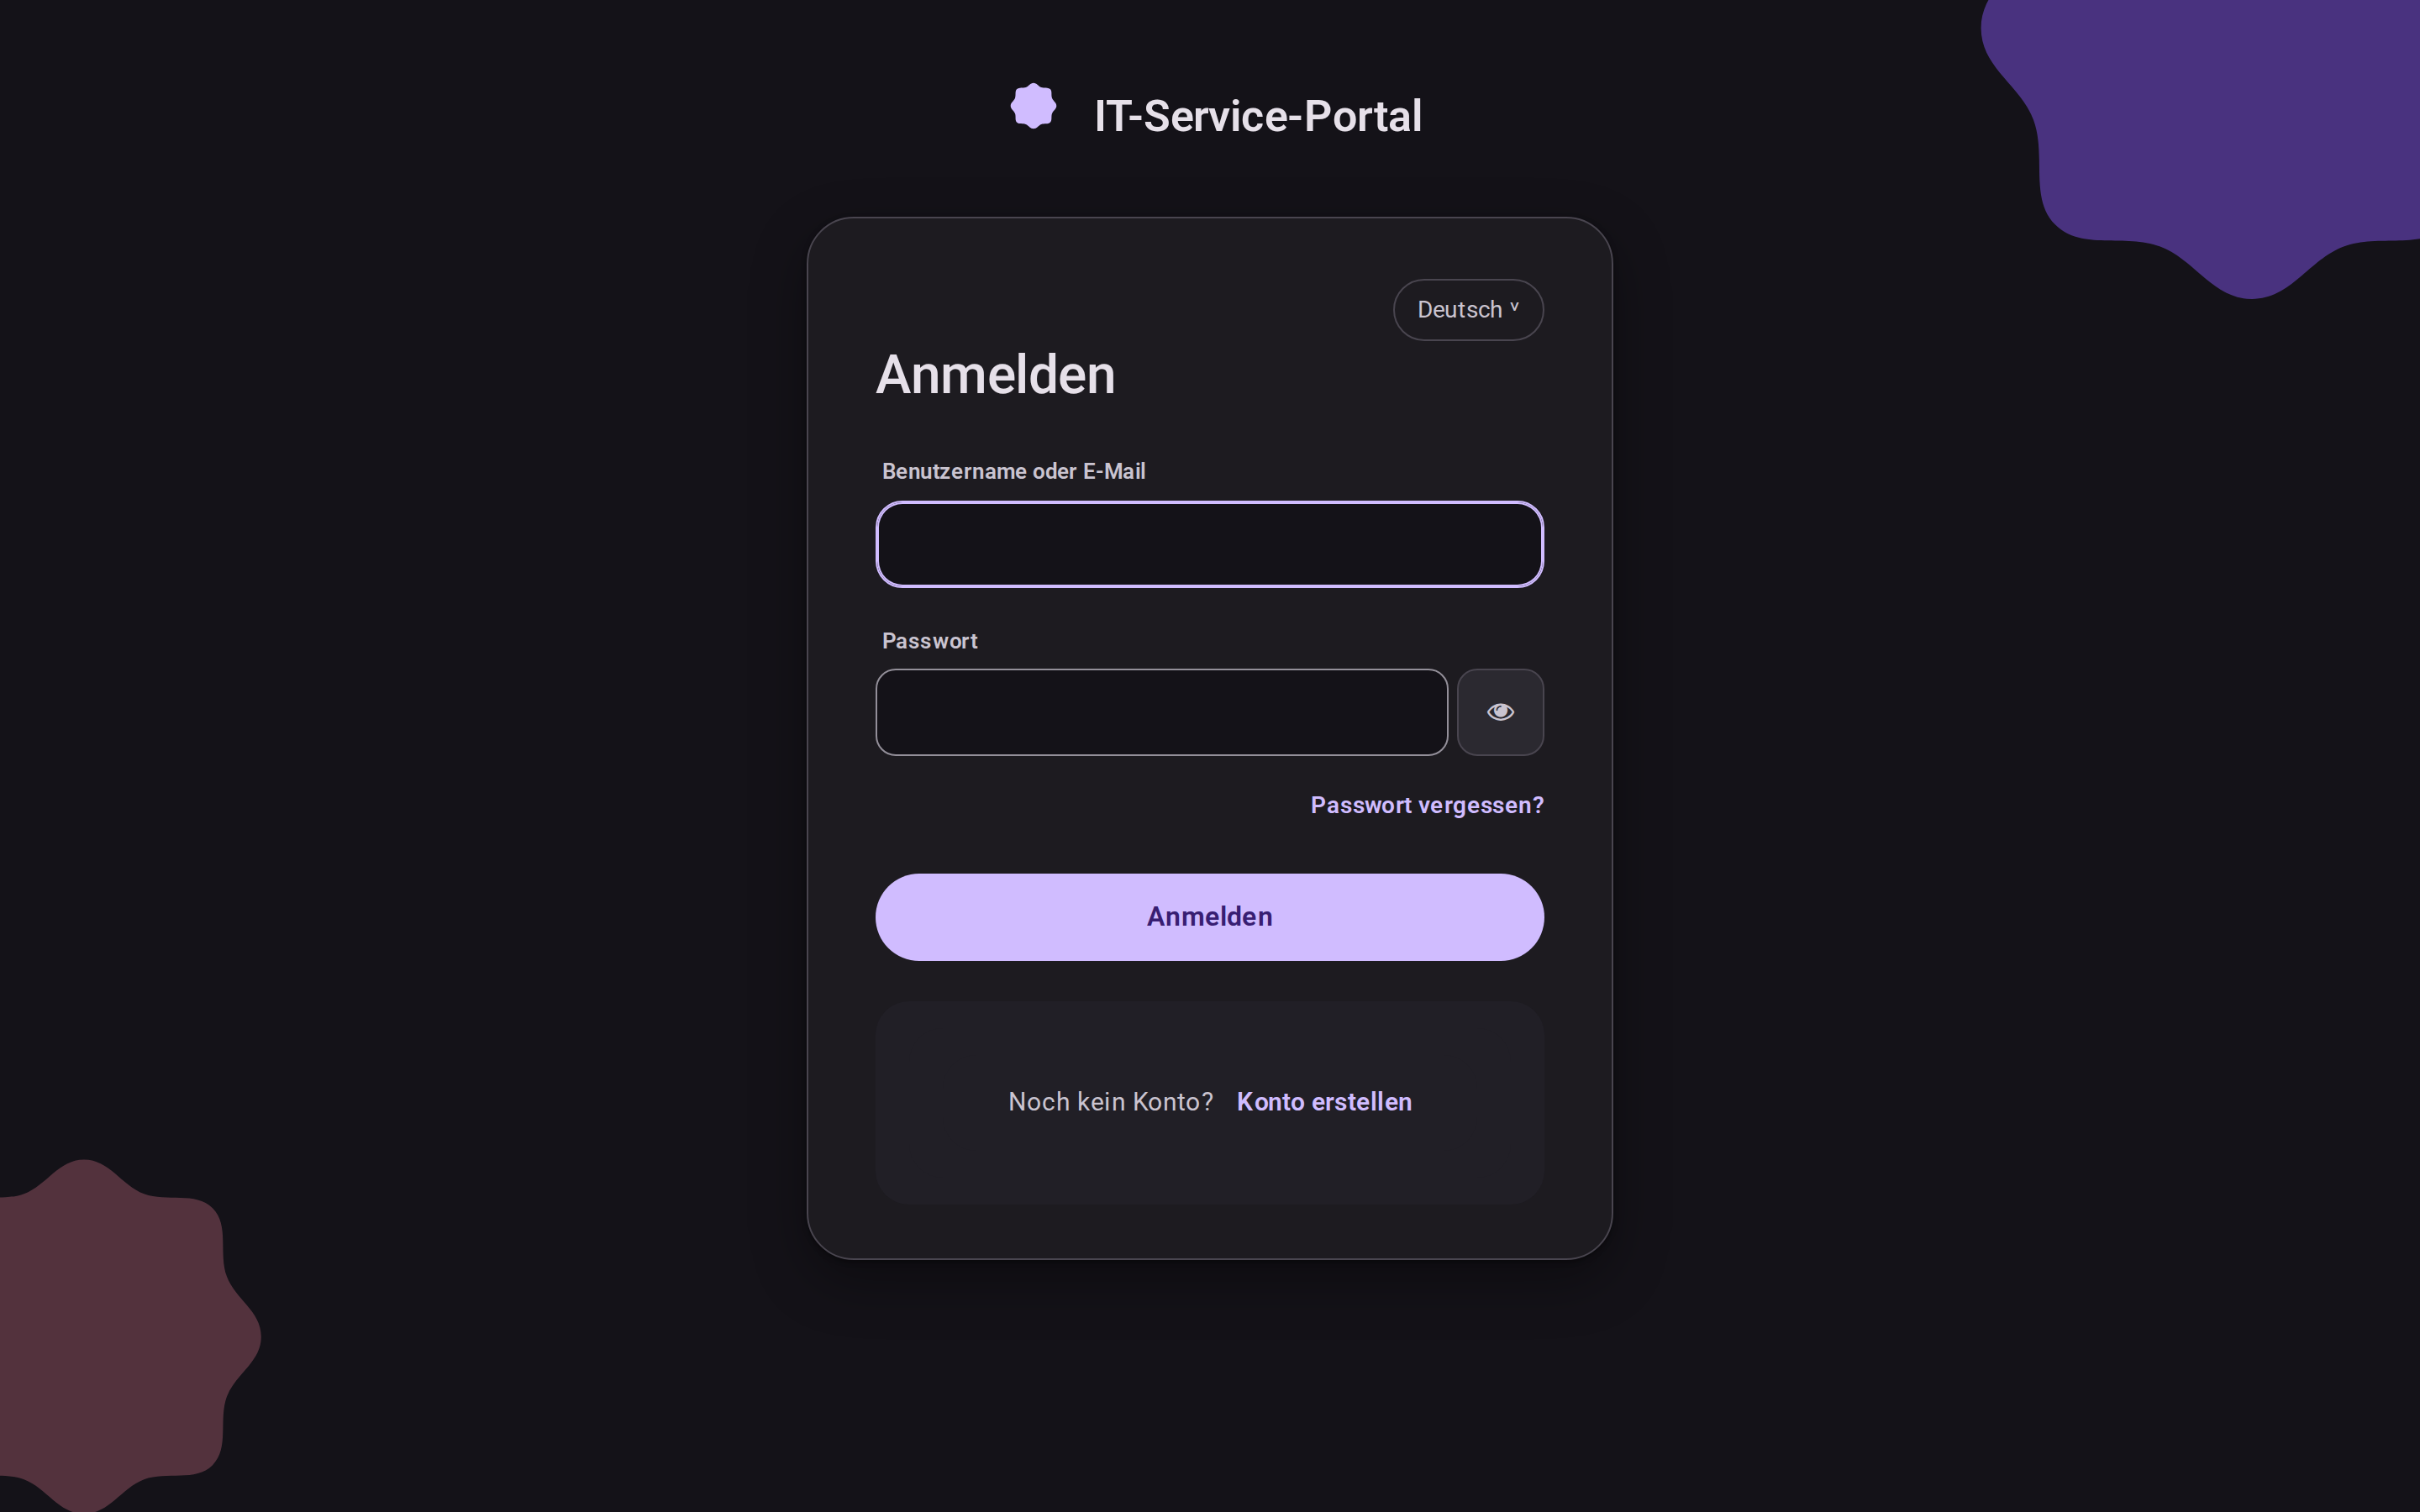 IT-Service-Portal
Deutsch
Anmelden
Benutzername oder E-Mail
Passwort
Passwort vergessen?
Anmelden
Noch kein Konto? Konto erstellen